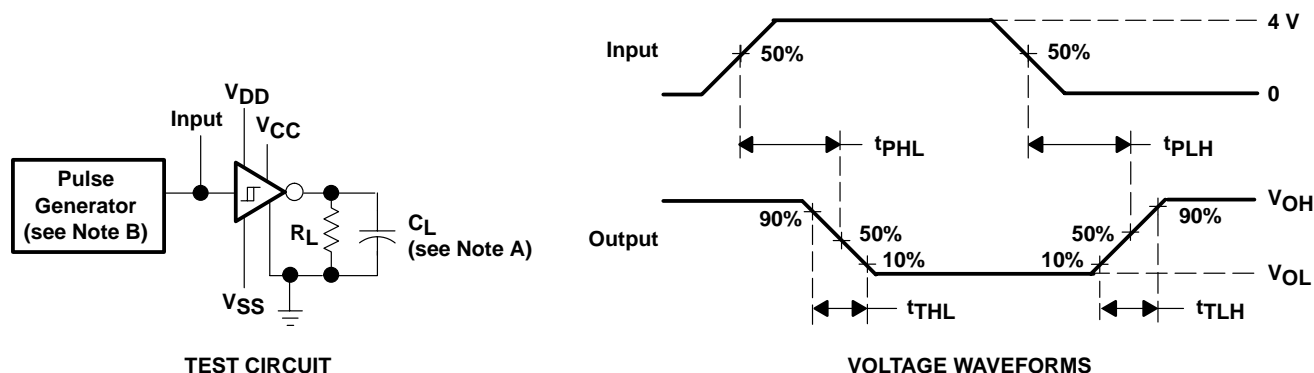 Input
VDD
VCC
Pulse
Generator
(see Note B)
RL
CL
(see Note A)
VSS
TEST CIRCUIT
Input
50%
50%
4 V
0
tPHL
tPLH
Output
90%
50%
10%
10%
50%
90%
VOH
VOL
tTHL
tTLH
VOLTAGE WAVEFORMS